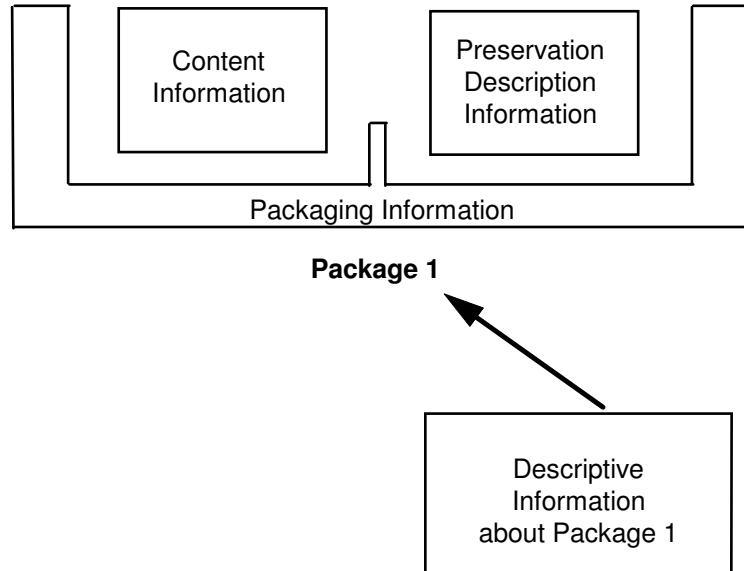 Content
Information
Preservation
Description
Information
Packaging Information
Package 1
Descriptive
Information
about Package 1